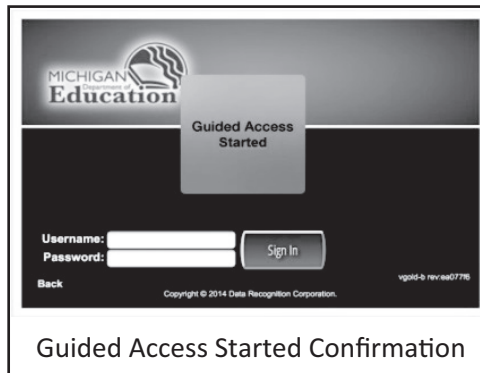 MICHIGAN
Department of
Education
Guided Access
Started
Username:
Password:
Sign In
Back
vgold-b rev:ea077f6
Copyright © 2014 Data Recognition Corporation.
Guided Access Started Confirmation